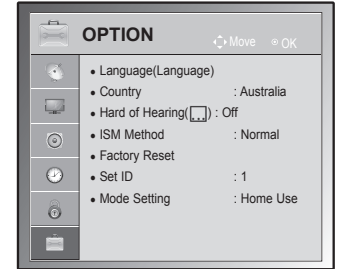 OPTION
Move OK
Language(Language)
Country : Australia
Hard of Hearing( ) : Off
ISM Method : Normal
Factory Reset
Set ID : 1
Mode Setting : Home Use